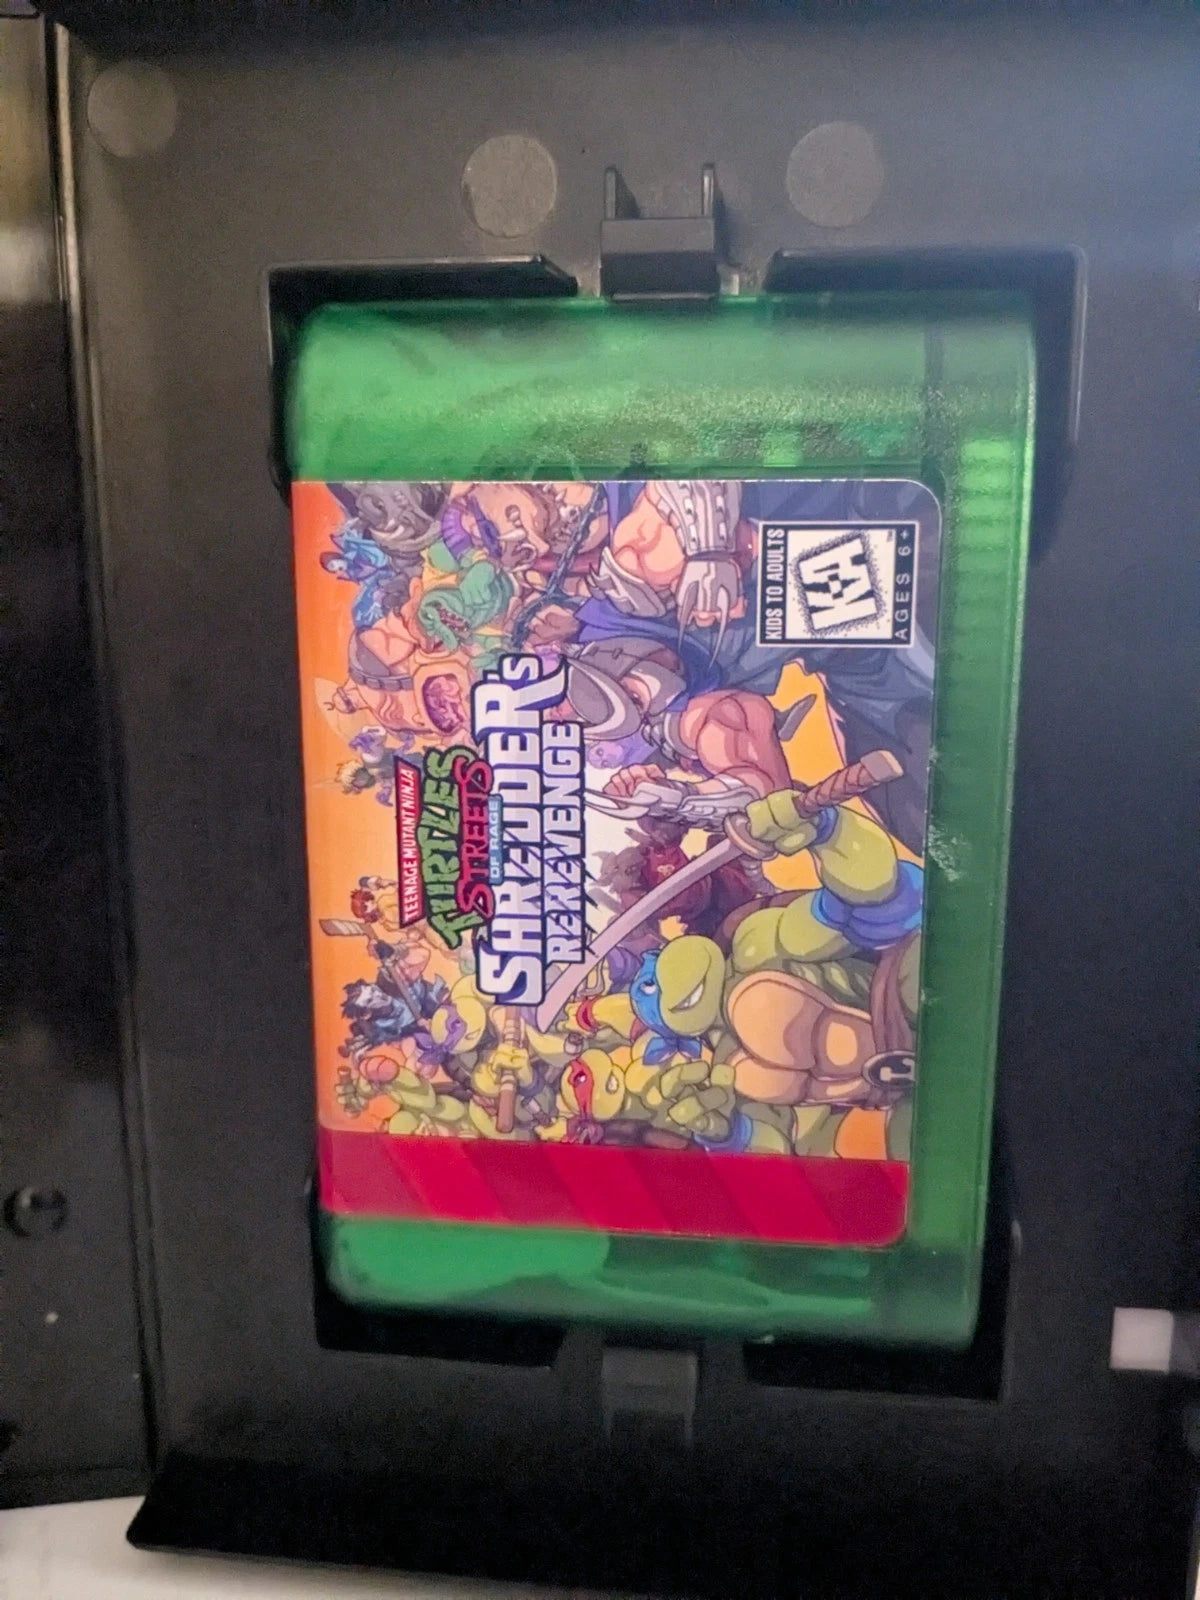 TEENAGE MUTANT NINJA
TURTLES
STREETS
OF RAGE
SHREDDER'S
RE:REVENGE
KIDS TO ADULTS
KA
AGES 6+